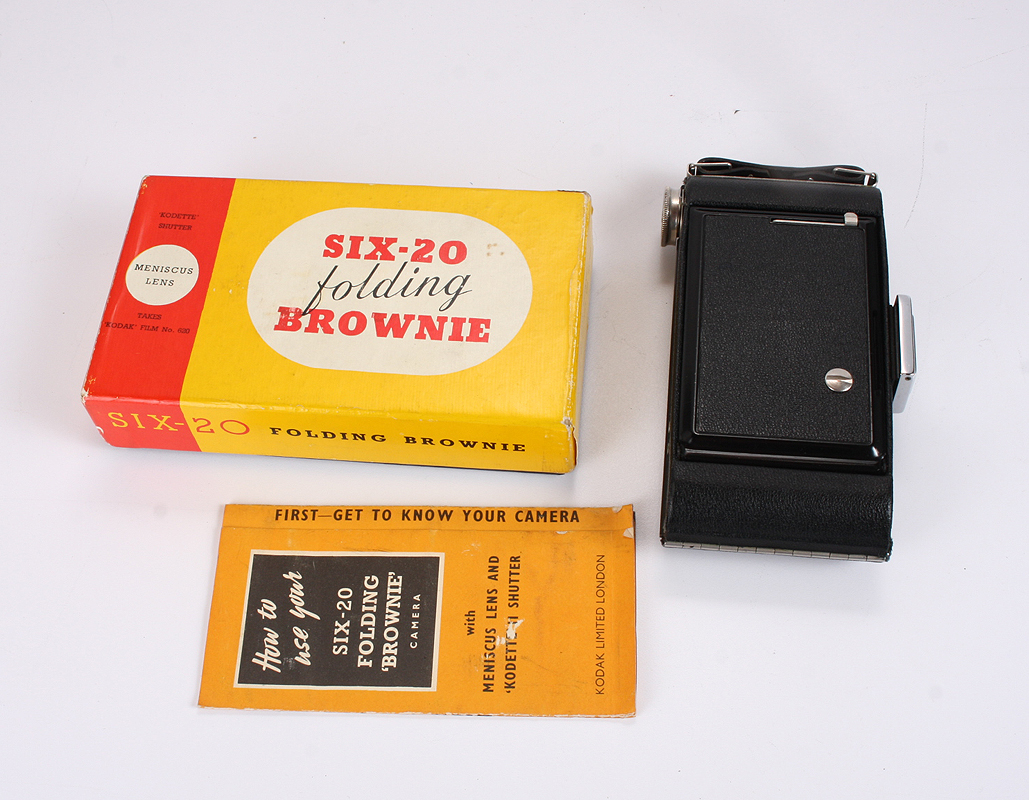 "KODETTE"
SHUTTER
MENISCUS
LENS
TAKES
"KODAK" FILM No. 620
SIX-20
folding
BROWNIE
SIX-20 FOLDING BROWNIE
FIRST—GET TO KNOW YOUR CAMERA
How to
use your
SIX-20
FOLDING
'BROWNIE'
CAMERA
with
MENISCUS LENS AND
SHUTTER
KODAK LIMITED LONDON